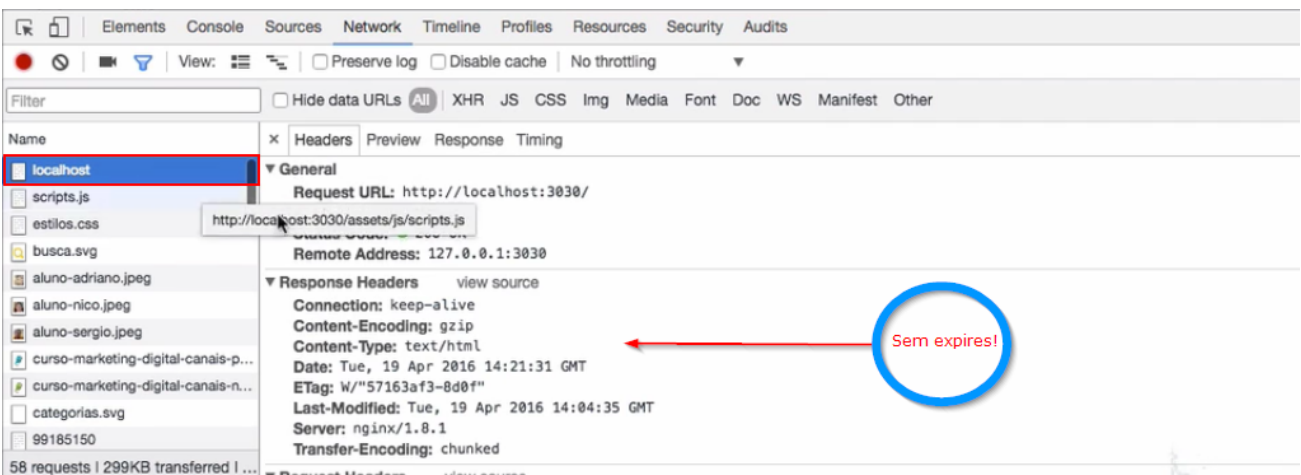 Elements Console Sources Network Timeline Profiles Resources Security Audits
View: Preserve log Disable cache No throttling
Filter Hide data URLs All XHR JS CSS Img Media Font Doc WS Manifest Other
Name × Headers Preview Response Timing
localhost
scripts.js
estilos.css
busca.svg
aluno-adriano.jpeg
aluno-nico.jpeg
aluno-sergio.jpeg
curso-marketing-digital-canais-p...
curso-marketing-digital-canais-n...
categorias.svg
99185150
58 requests | 299KB transferred | ...
General
Request URL: http://localhost:3030/
http://localhost:3030/assets/js/scripts.js
Remote Address: 127.0.0.1:3030
Response Headers view source
Connection: keep-alive
Content-Encoding: gzip
Content-Type: text/html
Date: Tue, 19 Apr 2016 14:21:31 GMT
ETag: W/"57163af3-8d0f"
Last-Modified: Tue, 19 Apr 2016 14:04:35 GMT
Server: nginx/1.8.1
Transfer-Encoding: chunked
Sem expires!